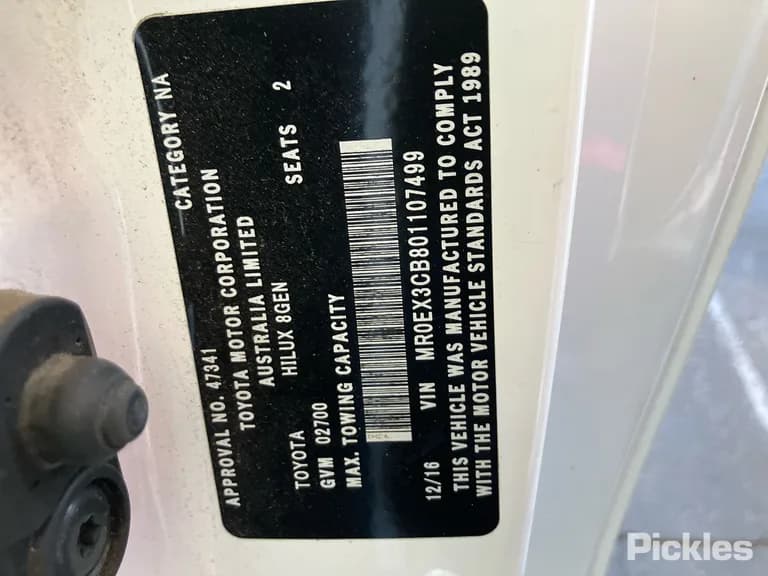 APPROVAL NO. 47341 CATEGORY NA
TOYOTA MOTOR CORPORATION
AUSTRALIA LIMITED
TOYOTA HILUX 8GEN
GVM 02700 SEATS 2
MAX. TOWING CAPACITY
VIN MR0EX3CB801107499
12/16 THIS VEHICLE WAS MANUFACTURED TO COMPLY
WITH THE MOTOR VEHICLE STANDARDS ACT 1989
Pickles